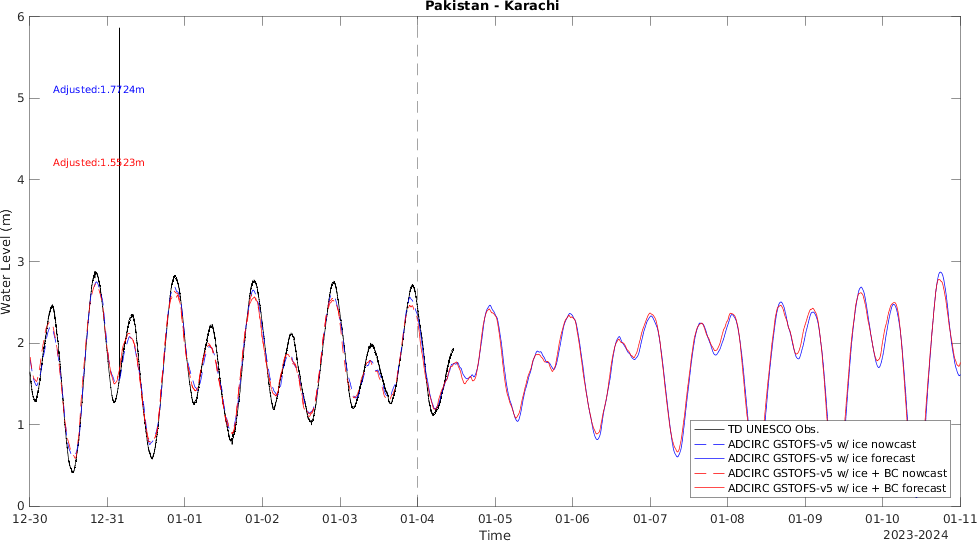 Pakistan - Karachi
6
5
4
3
2
1
0
Water Level (m)
Adjusted:1.7724m
Adjusted:1.5523m
TD UNESCO Obs.
ADCIRC GSTOFS-v5 w/ ice nowcast
ADCIRC GSTOFS-v5 w/ ice forecast
ADCIRC GSTOFS-v5 w/ ice + BC nowcast
ADCIRC GSTOFS-v5 w/ ice + BC forecast
12-30 12-31 01-01 01-02 01-03 01-04 01-05 01-06 01-07 01-08 01-09 01-10 01-11
Time
2023-2024